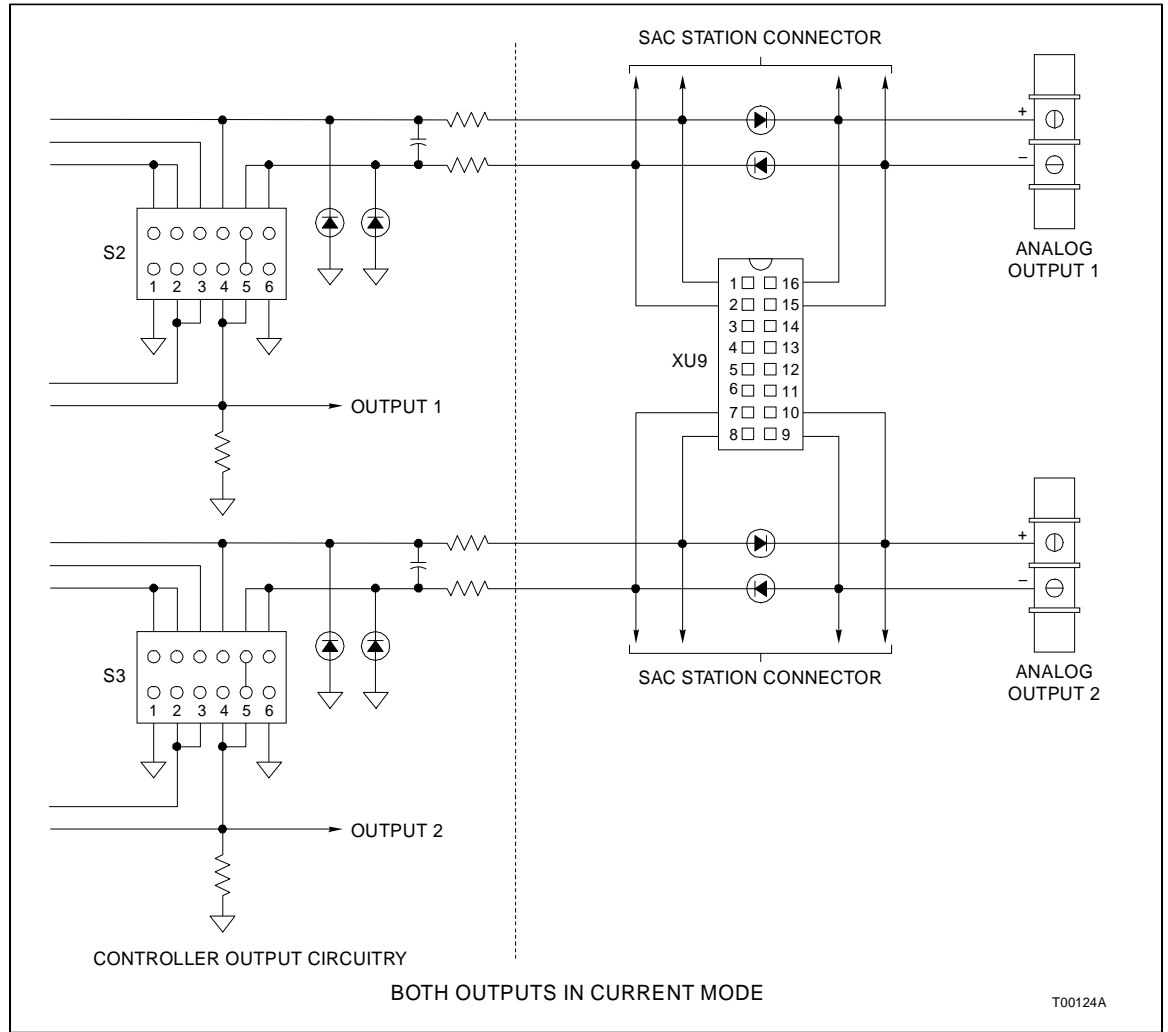 SAC STATION CONNECTOR
+
−
ANALOG
OUTPUT 1
S2
1 2 3 4 5 6
XU9
1 16
2 15
3 14
4 13
5 12
6 11
7 10
8 9
OUTPUT 1
+
−
ANALOG
OUTPUT 2
S3
1 2 3 4 5 6
SAC STATION CONNECTOR
OUTPUT 2
CONTROLLER OUTPUT CIRCUITRY
BOTH OUTPUTS IN CURRENT MODE
T00124A